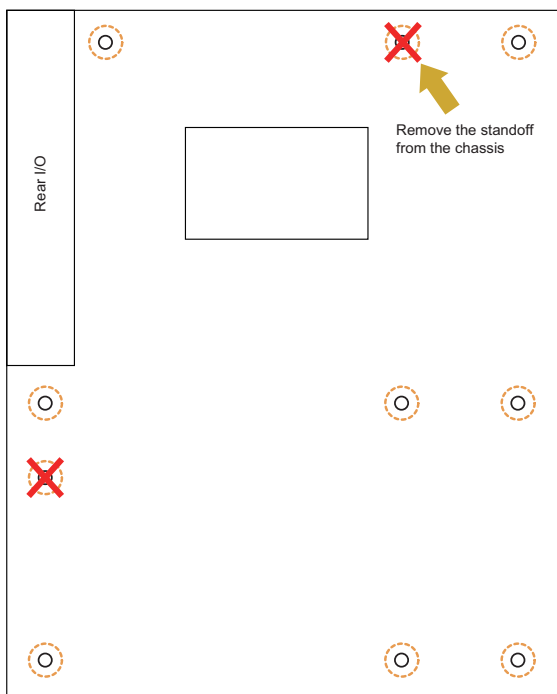 Remove the standoff
from the chassis
Rear I/O